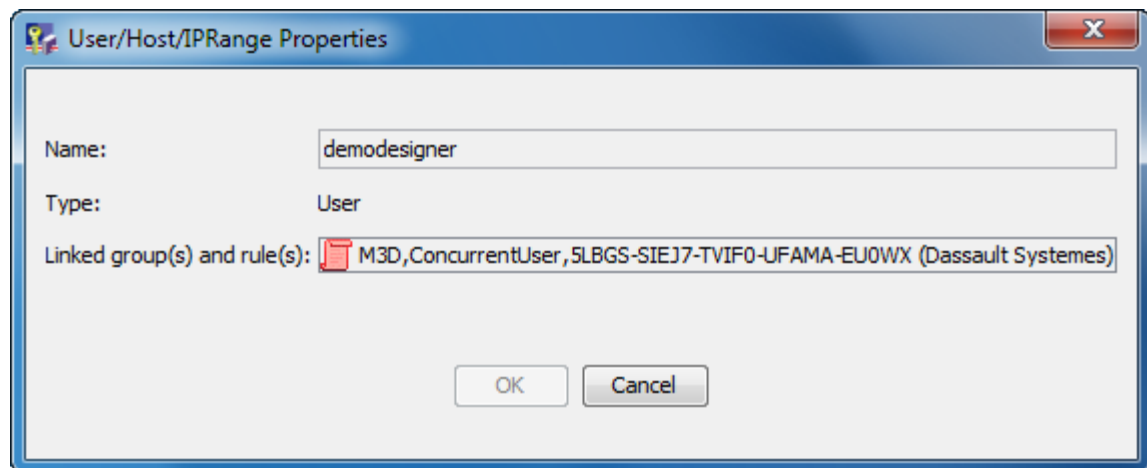 User/Host/IPRange Properties
Name: demodesigner
Type: User
Linked group(s) and rule(s): M3D,ConcurrentUser,5LBGS-SIEJ7-TVIF0-UFAMA-EU0WX (Dassault Systemes)
OK Cancel